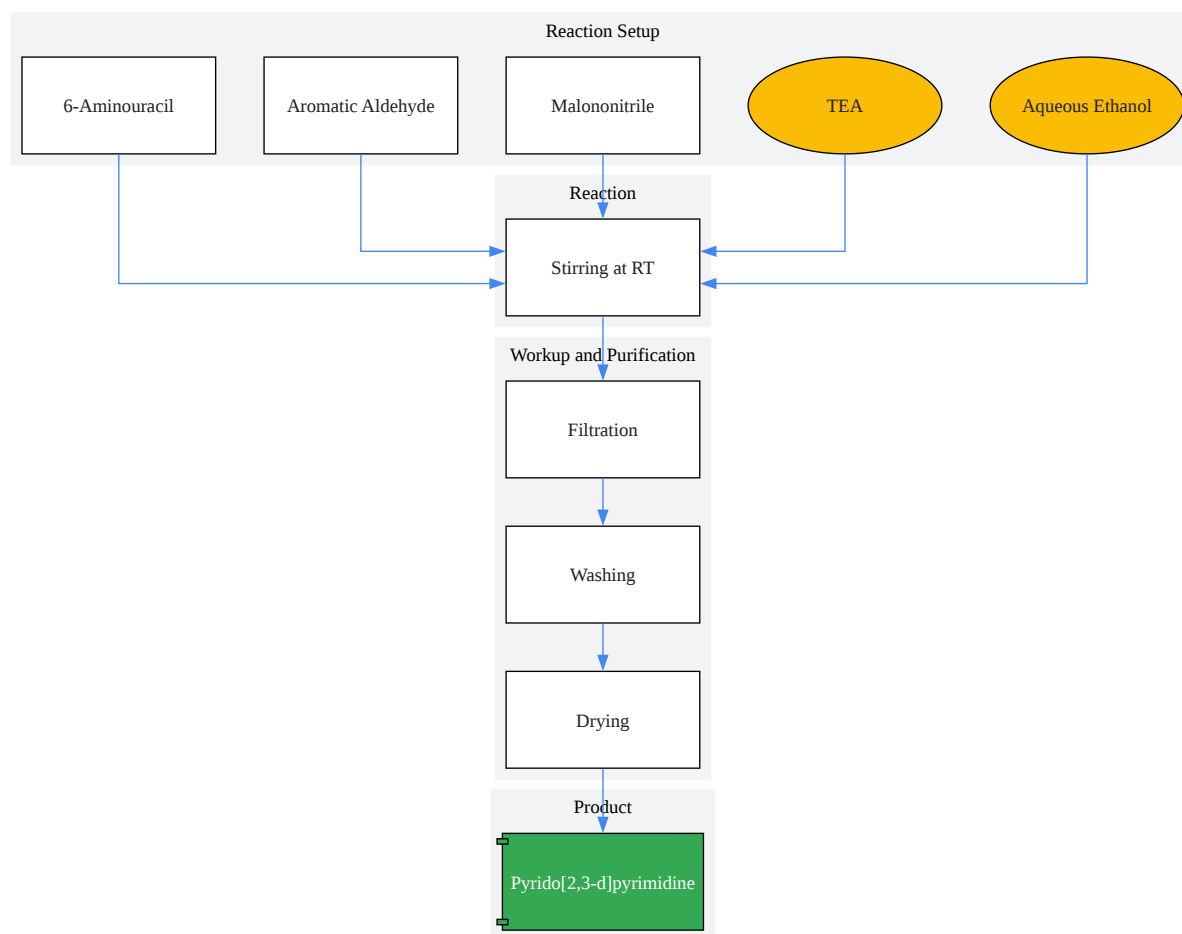 Reaction Setup
6-Aminouracil
Aromatic Aldehyde
Malononitrile
TEA
Aqueous Ethanol
Reaction
Stirring at RT
Workup and Purification
Filtration
Washing
Drying
Product
Pyrido[2,3-d]pyrimidine